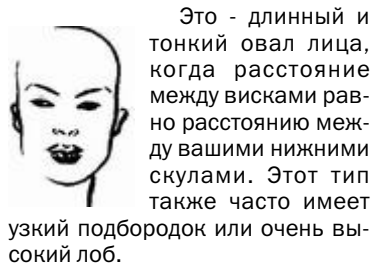 Это - длинный и
тонкий овал лица,
когда расстояние
между висками рав-
но расстоянию меж-
ду вашими нижними
скулами. Этот тип
также часто имеет
узкий подбородок или очень вы-
сокий лоб.